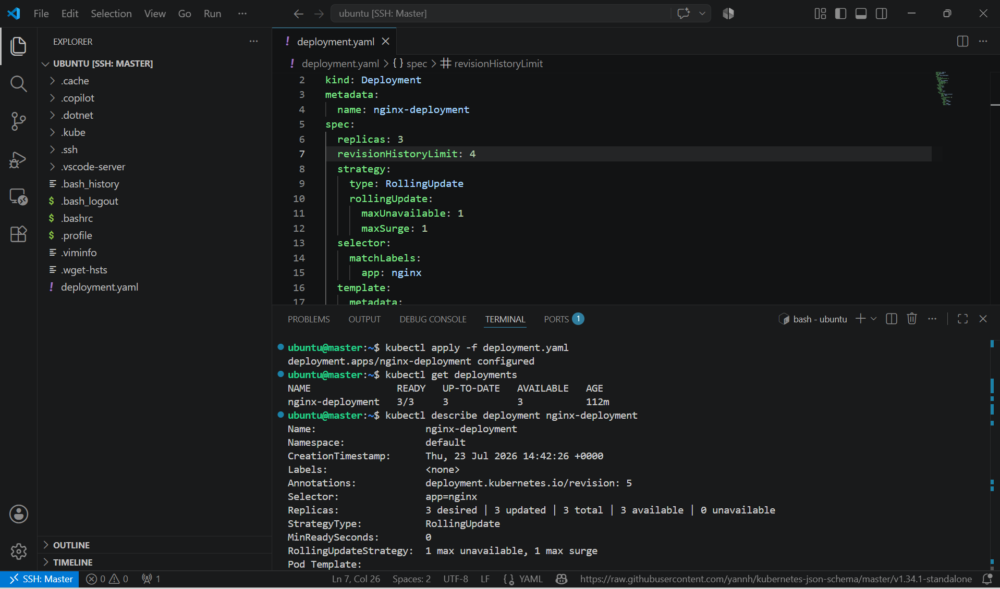 File Edit Selection View Go Run ···
ubuntu [SSH: Master]
EXPLORER
UBUNTU [SSH: MASTER]
.cache
.copilot
.dotnet
.kube
.ssh
.vscode-server
.bash_history
$ .bash_logout
$ .bashrc
$ .profile
.viminfo
.wget-hsts
! deployment.yaml
OUTLINE
TIMELINE
! deployment.yaml
! deployment.yaml > {} spec > # revisionHistoryLimit
2 kind: Deployment
3 metadata:
4 name: nginx-deployment
5 spec:
6 replicas: 3
7 revisionHistoryLimit: 4
8 strategy:
9 type: RollingUpdate
10 rollingUpdate:
11 maxUnavailable: 1
12 maxSurge: 1
13 selector:
14 matchLabels:
15 app: nginx
16 template:
17 metadata:
PROBLEMS OUTPUT DEBUG CONSOLE TERMINAL PORTS 1
bash - ubuntu
ubuntu@master:~$ kubectl apply -f deployment.yaml
deployment.apps/nginx-deployment configured
ubuntu@master:~$ kubectl get deployments
NAME READY UP-TO-DATE AVAILABLE AGE
nginx-deployment 3/3 3 3 112m
ubuntu@master:~$ kubectl describe deployment nginx-deployment
Name: nginx-deployment
Namespace: default
CreationTimestamp: Thu, 23 Jul 2026 14:42:26 +0000
Labels: <none>
Annotations: deployment.kubernetes.io/revision: 5
Selector: app=nginx
Replicas: 3 desired | 3 updated | 3 total | 3 available | 0 unavailable
StrategyType: RollingUpdate
MinReadySeconds: 0
RollingUpdateStrategy: 1 max unavailable, 1 max surge
Pod Template:
SSH: Master 0 0 1 Ln 7, Col 26 Spaces: 2 UTF-8 LF {} YAML https://raw.githubusercontent.com/yannh/kubernetes-json-schema/master/v1.34.1-standalone